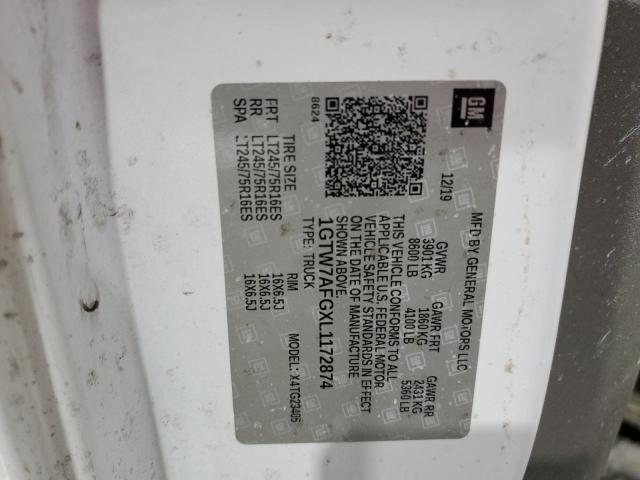 GM
MFD BY GENERAL MOTORS LLC
12/19 GVWR GAWR FRT GAWR RR
3901 KG 1860 KG 2431 KG
8600 LB 4100 LB 5360 LB
THIS VEHICLE CONFORMS TO ALL
APPLICABLE U.S. FEDERAL MOTOR
VEHICLE SAFETY STANDARDS IN EFFECT
ON THE DATE OF MANUFACTURE
SHOWN ABOVE.
1GTW7AFGXL1172874
8624 TYPE: TRUCK MODEL: X4TG23405
TIRE SIZE RIM
FRT LT245/75R16ES 16X6.5J
RR LT245/75R16ES 16X6.5J
SPA LT245/75R16ES 16X6.5J